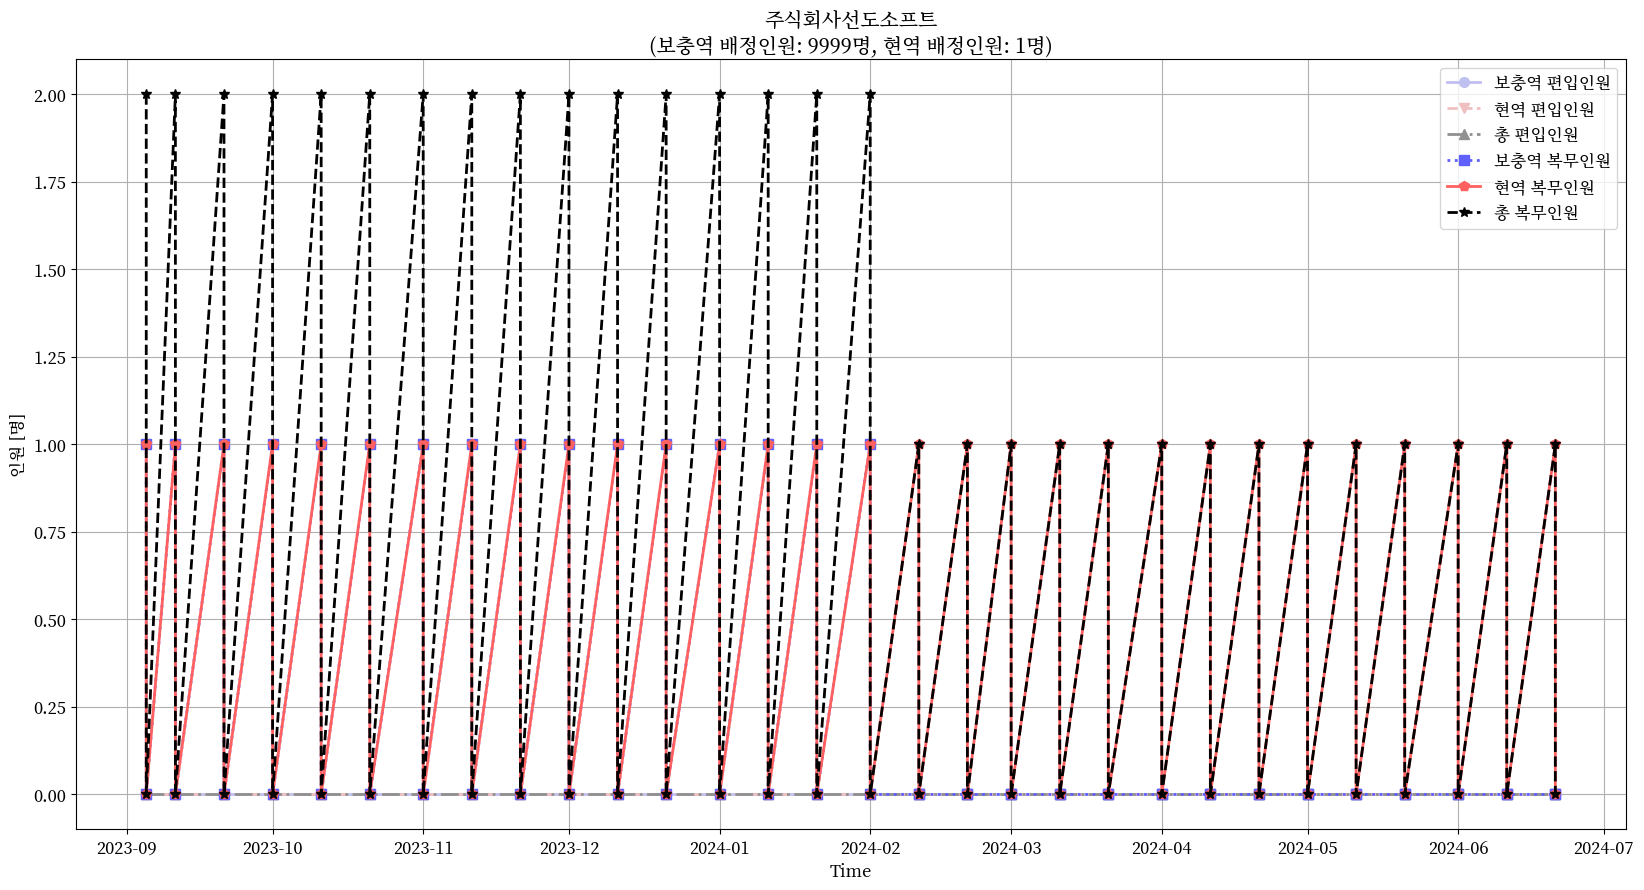 주식회사선도소프트
(보충역 배정인원: 9999명, 현역 배정인원: 1명)
보충역 편입인원
현역 편입인원
총 편입인원
보충역 복무인원
현역 복무인원
총 복무인원
2.00
1.75
1.50
1.25
1.00
0.75
0.50
0.25
0.00
인원 [명]
2023-09
2023-10
2023-11
2023-12
2024-01
2024-02
2024-03
2024-04
2024-05
2024-06
2024-07
Time